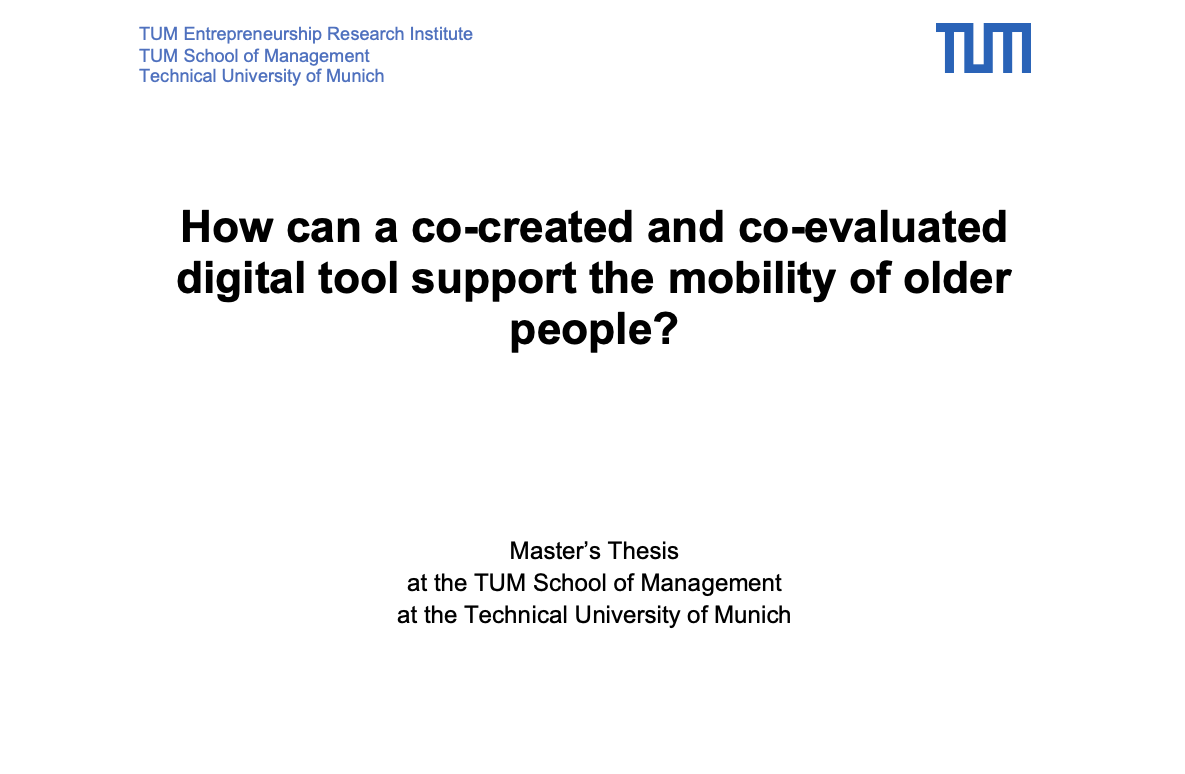 TUM Entrepreneurship Research Institute
TUM School of Management
Technical University of Munich
TUM
How can a co-created and co-evaluated
digital tool support the mobility of older
people?
Master’s Thesis
at the TUM School of Management
at the Technical University of Munich